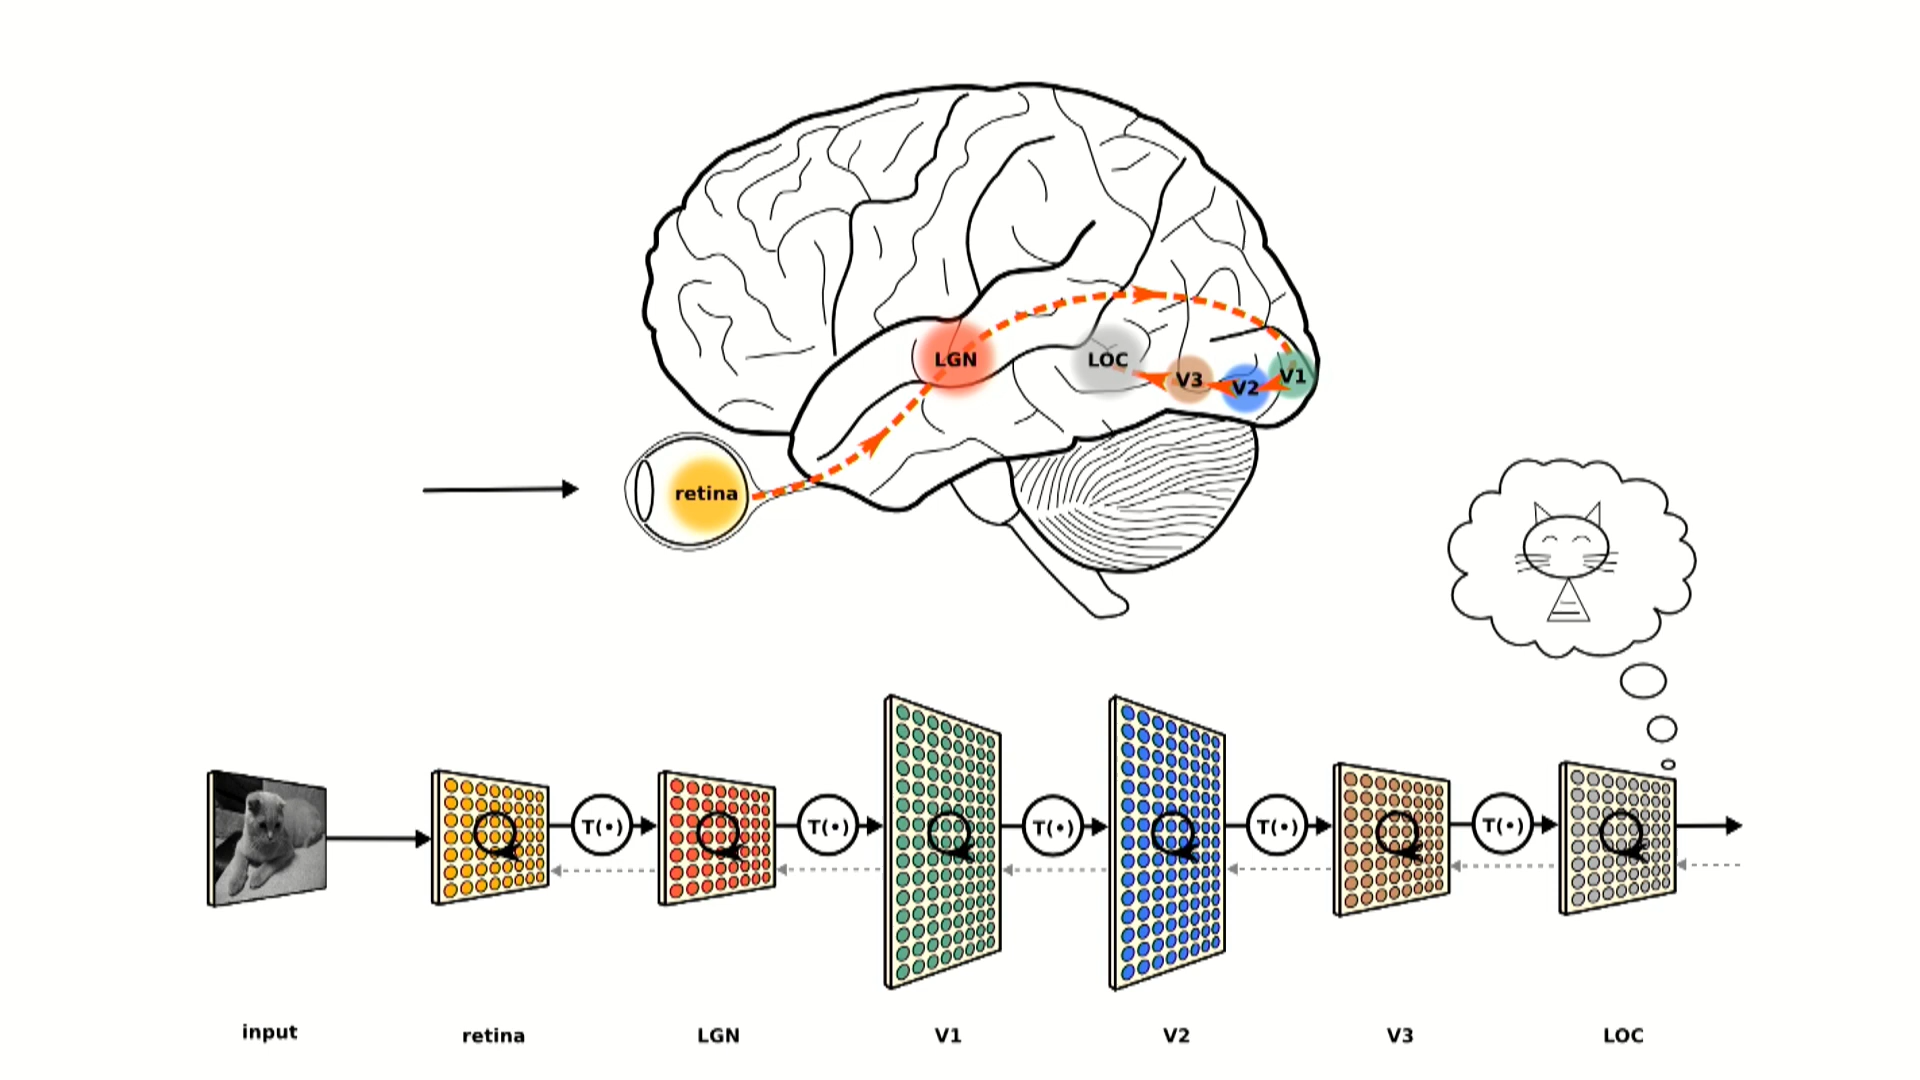 LGN
LOC
V3
V2
V1
retina
T(•)
T(•)
T(•)
T(•)
T(•)
input
retina
LGN
V1
V2
V3
LOC